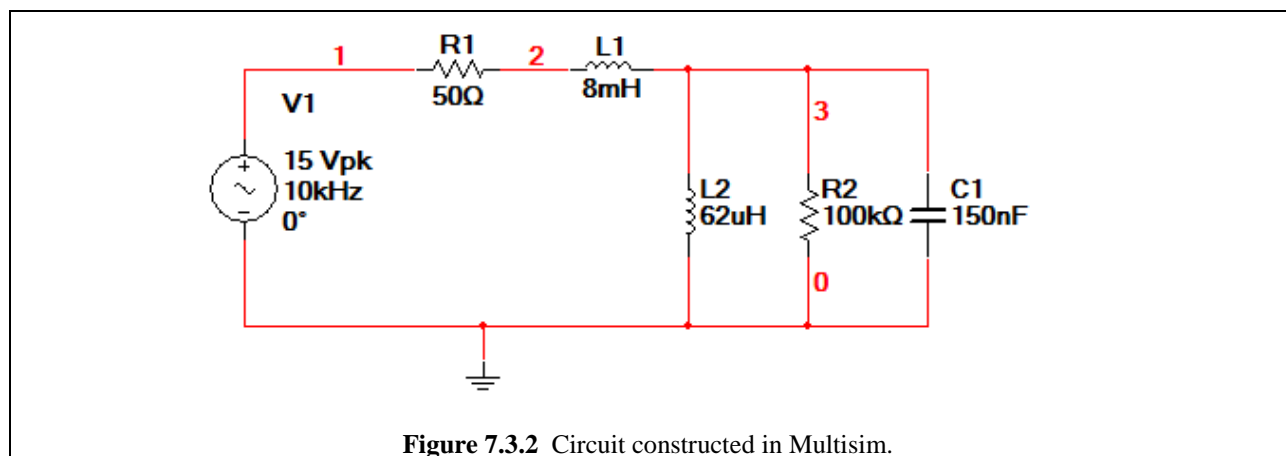 1
R1
50Ω
2
L1
8mH
V1
15 Vpk
10kHz
0°
3
L2
62uH
R2
100kΩ
C1
150nF
0
Figure 7.3.2 Circuit constructed in Multisim.